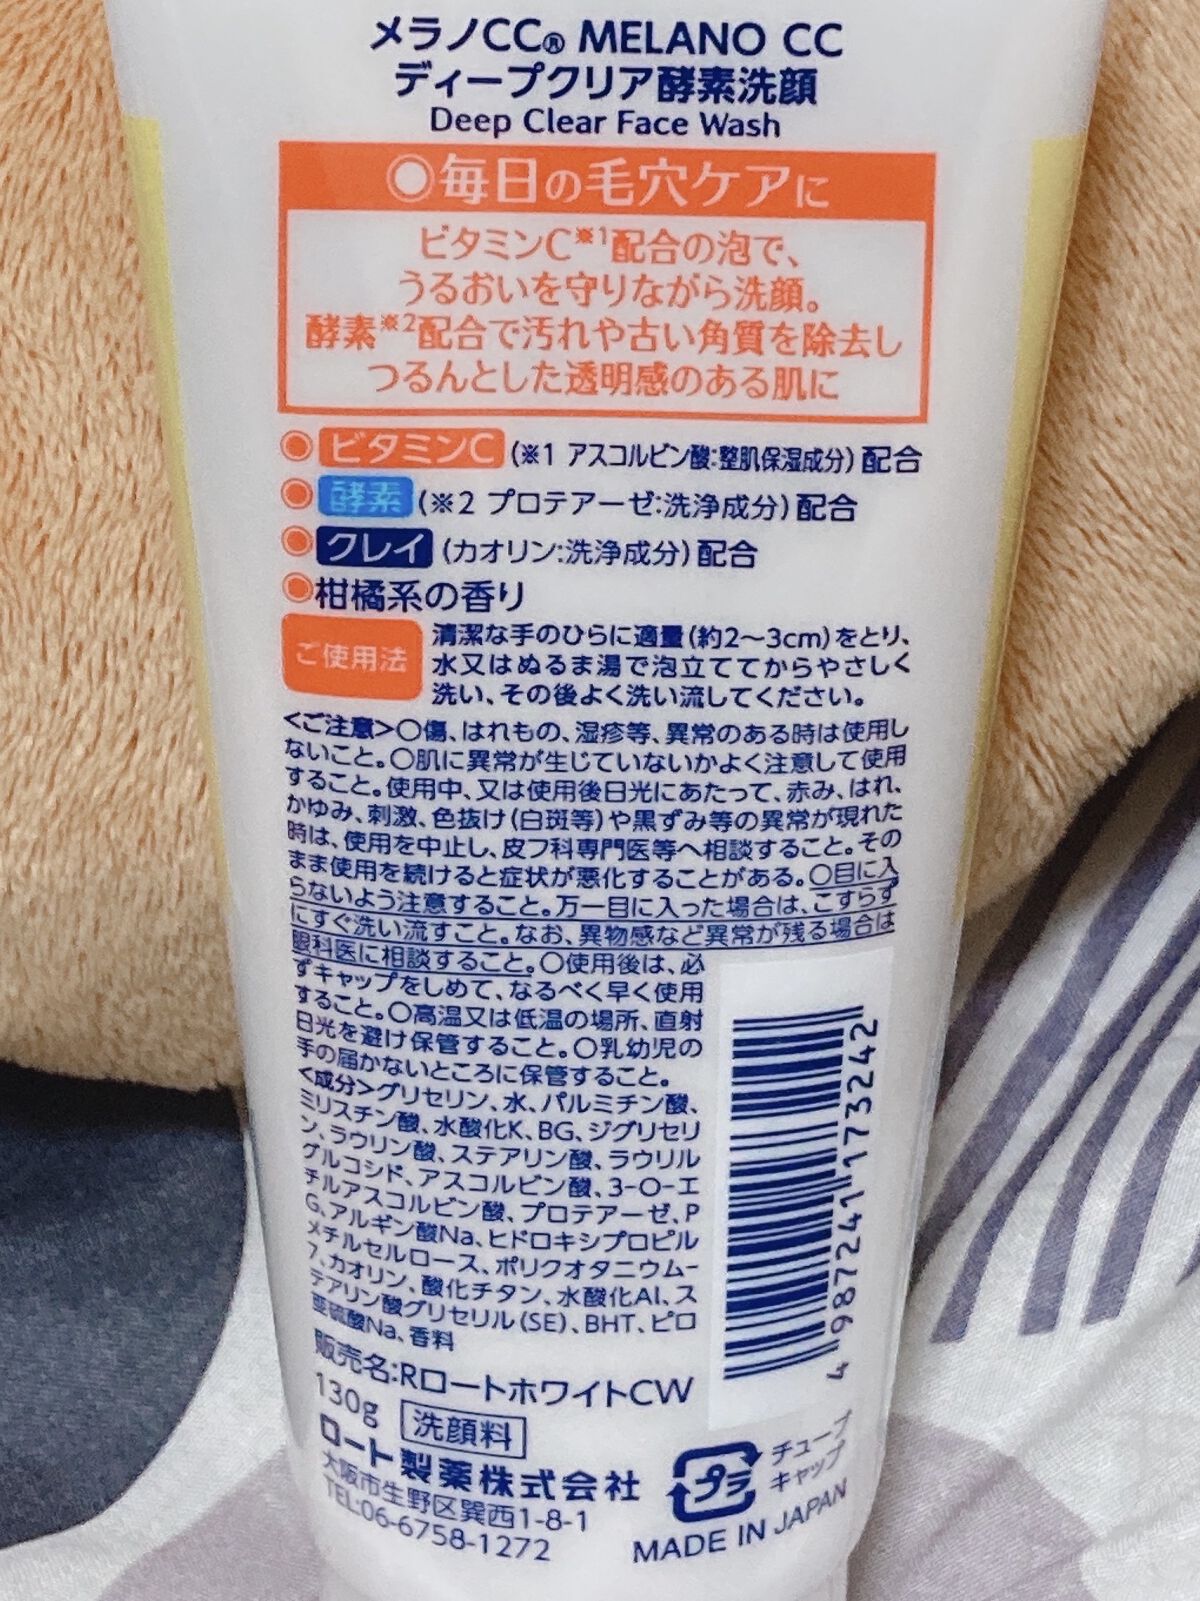 メラノCC® MELANO CC
ディープクリア酵素洗顔
Deep Clear Face Wash
◎毎日の毛穴ケアに
ビタミンC※1配合の泡で、
うるおいを守りながら洗顔。
酵素※2配合で汚れや古い角質を除去し
つるんとした透明感のある肌に
◉ビタミンC(※1 アスコルビン酸:整肌保湿成分)配合
◉酵素(※2 プロテアーゼ:洗浄成分)配合
◉クレイ(カオリン:洗浄成分)配合
◉柑橘系の香り
ご使用法
清潔な手のひらに適量(約2〜3cm)をとり、
水又はぬるま湯で泡立ててからやさしく
洗い、その後よく洗い流してください。
<ご注意>○傷、はれもの、湿疹等、異常のある時は使用し
ないこと。○肌に異常が生じていないかよく注意して使用
すること。使用中、又は使用後日光にあたって、赤み、はれ、
かゆみ、刺激、色抜け(白斑等)や黒ずみ等の異常が現れた
時は、使用を中止し、皮フ科専門医等へ相談すること。その
まま使用を続けると症状が悪化することがある。○目に入
らないよう注意すること。万一目に入った場合は、こすらず
にすぐ洗い流すこと。なお、異物感など異常が残る場合は
眼科医に相談すること。○使用後は、必
ずキャップをしめて、なるべく早く使用
すること。○高温又は低温の場所、直射
日光を避け保管すること。○乳幼児の
手の届かないところに保管すること。
<成分>グリセリン、水、パルミチン酸、
ミリスチン酸、水酸化K、BG、ジグリセリ
ン、ラウリン酸、ステアリン酸、ラウリル
グルコシド、アスコルビン酸、3-O-エ
チルアスコルビン酸、プロテアーゼ、P
G、アルギン酸Na、ヒドロキシプロピル
メチルセルロース、ポリクオタニウム-
7、カオリン、酸化チタン、水酸化Al、ス
テアリン酸グリセリル(SE)、BHT、ピロ
亜硫酸Na、香料
販売名:RロートホワイトCW
130g 洗顔料
ロート製薬株式会社
大阪市生野区巽西1-8-1
TEL:06-6758-1272
4 987241 173242
プラ
チューブ
キャップ
MADE IN JAPAN